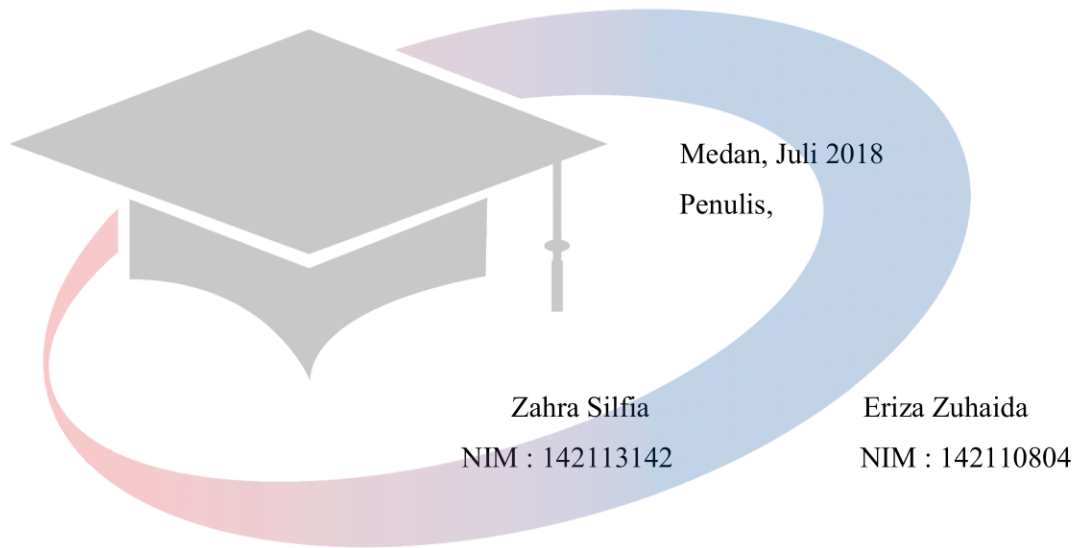 Medan, Juli 2018
Penulis,
Zahra Silfia Eriza Zuhaida
NIM : 142113142 NIM : 142110804